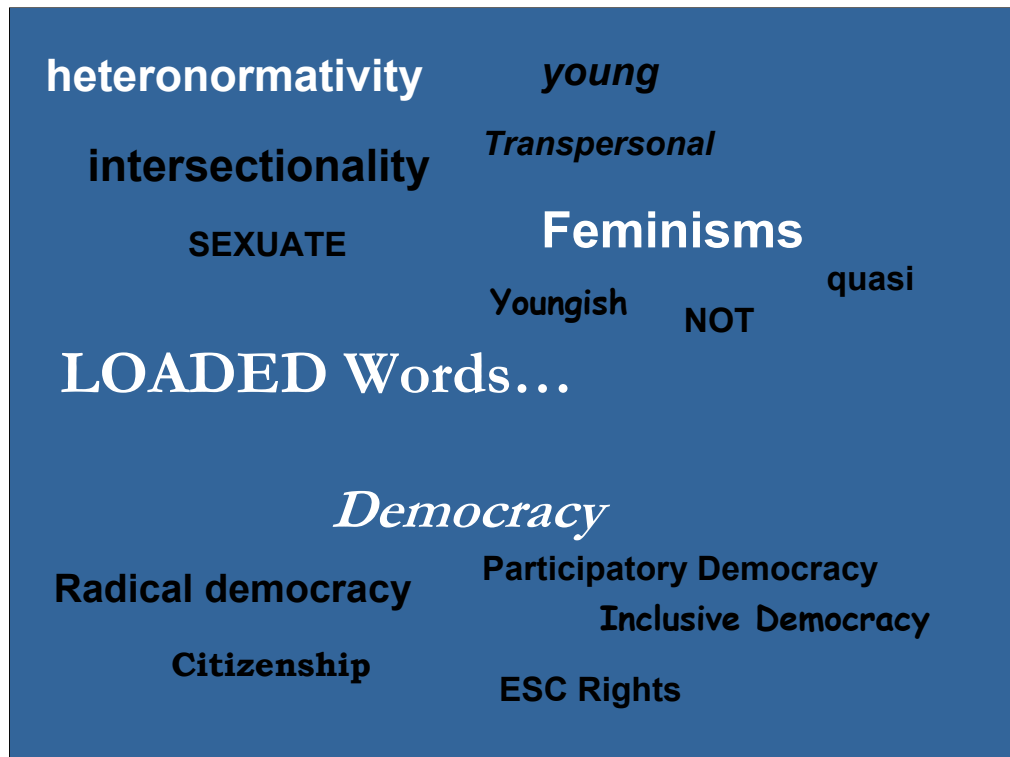 heteronormativity
young
Transpersonal
intersectionality
Feminisms
SEXUATE
quasi
Youngish
NOT
LOADED Words…
Democracy
Participatory Democracy
Radical democracy
Inclusive Democracy
Citizenship
ESC Rights